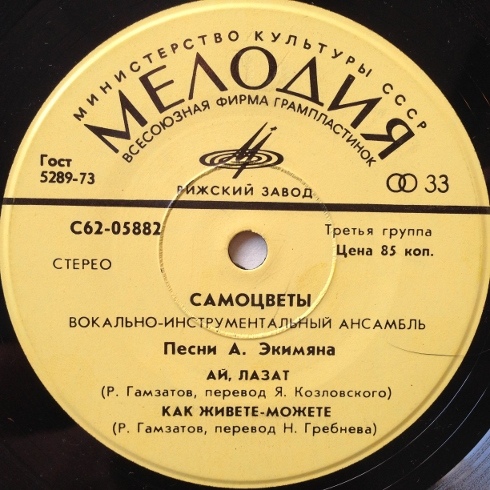 МИНИСТЕРСТВО КУЛЬТУРЫ СССР
МЕЛОДИЯ
ВСЕСОЮЗНАЯ ФИРМА ГРАМПЛАСТИНОК
Гост
5289-73
РИЖСКИЙ ЗАВОД
33
С62-05882
Третья группа
Цена 85 коп.
СТЕРЕО
САМОЦВЕТЫ
ВОКАЛЬНО-ИНСТРУМЕНТАЛЬНЫЙ АНСАМБЛЬ
Песни А. Экимяна
АЙ, ЛАЗАТ
(Р. Гамзатов, перевод Я. Козловского)
КАК ЖИВЕТЕ-МОЖЕТЕ
(Р. Гамзатов, перевод Н. Гребнева)